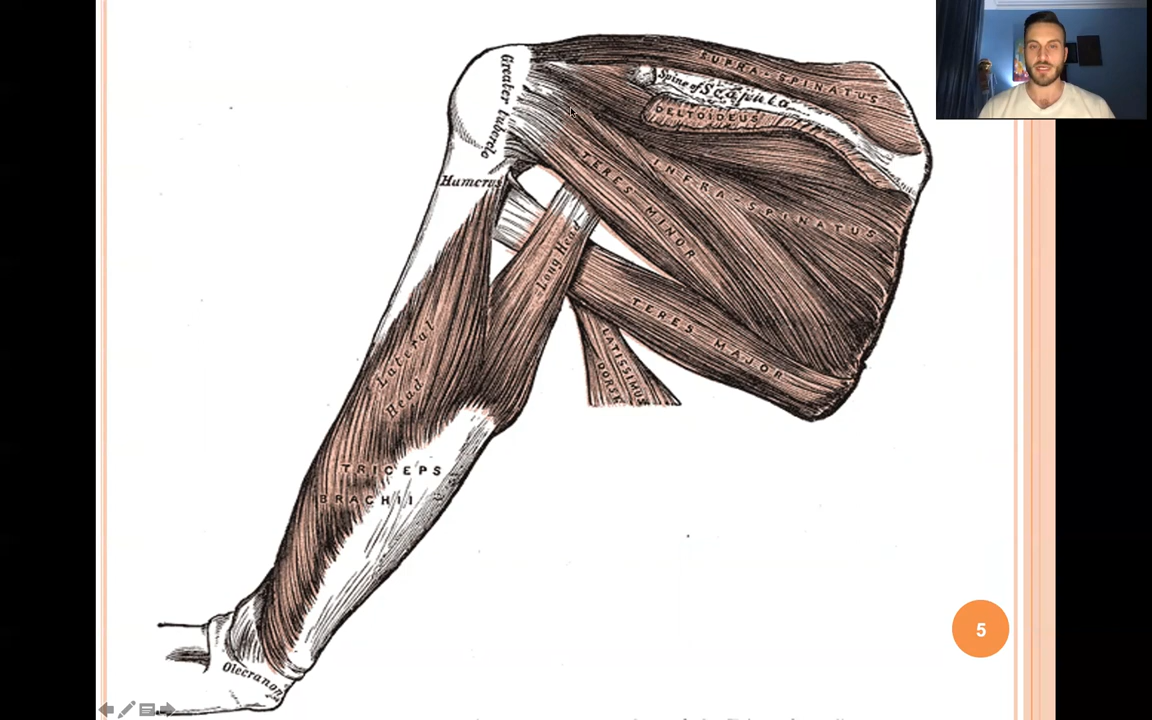 SUPRA-SPINATUS
Spine of Scapula
DELTOIDEUS
Greater tubercle
Humerus
TERES MINOR
INFRA-SPINATUS
Long Head
TERES MAJOR
LATISSIMUS
DORSI
Lateral
Head
TRICEPS
BRACHII
Olecranon
5